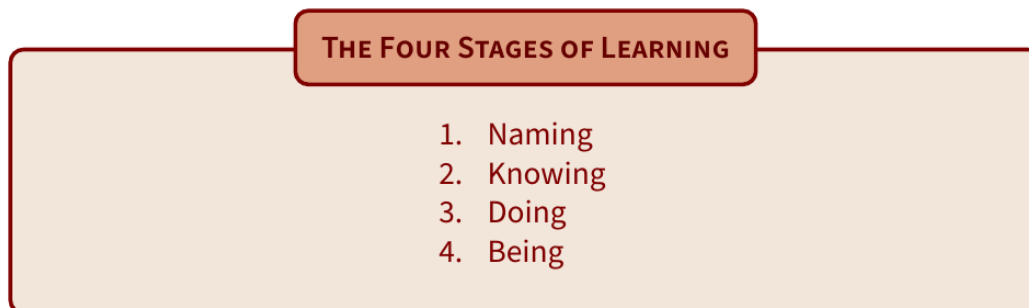 The Four Stages of Learning
1. Naming
2. Knowing
3. Doing
4. Being